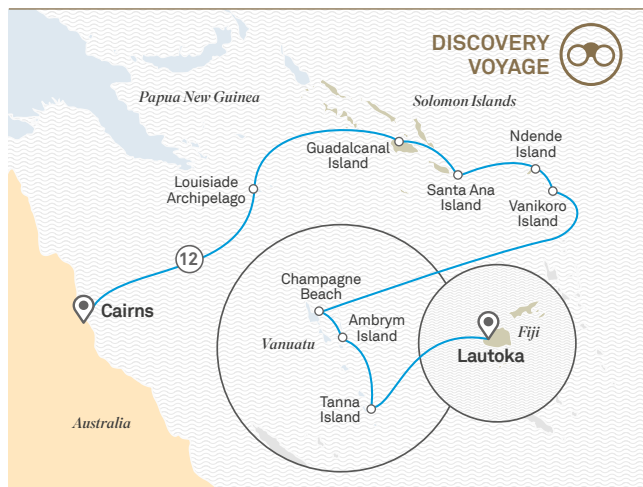 DISCOVERY
VOYAGE
Papua New Guinea
Solomon Islands
Guadalcanal
Island
Ndende
Island
Louisiade
Archipelago
Santa Ana
Island
Vanikoro
Island
12
Champagne
Beach
Cairns
Ambrym
Island
Vanuatu
Fiji
Lautoka
Tanna
Island
Australia